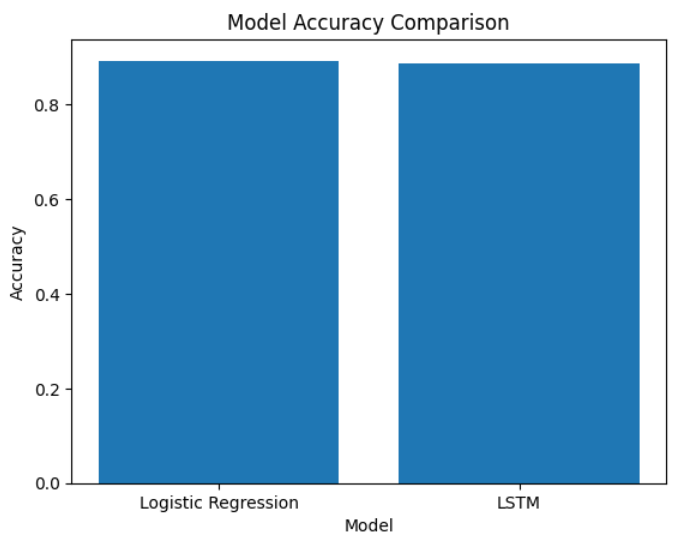 Model Accuracy Comparison
Accuracy
0.8
0.6
0.4
0.2
0.0
Logistic Regression LSTM
Model